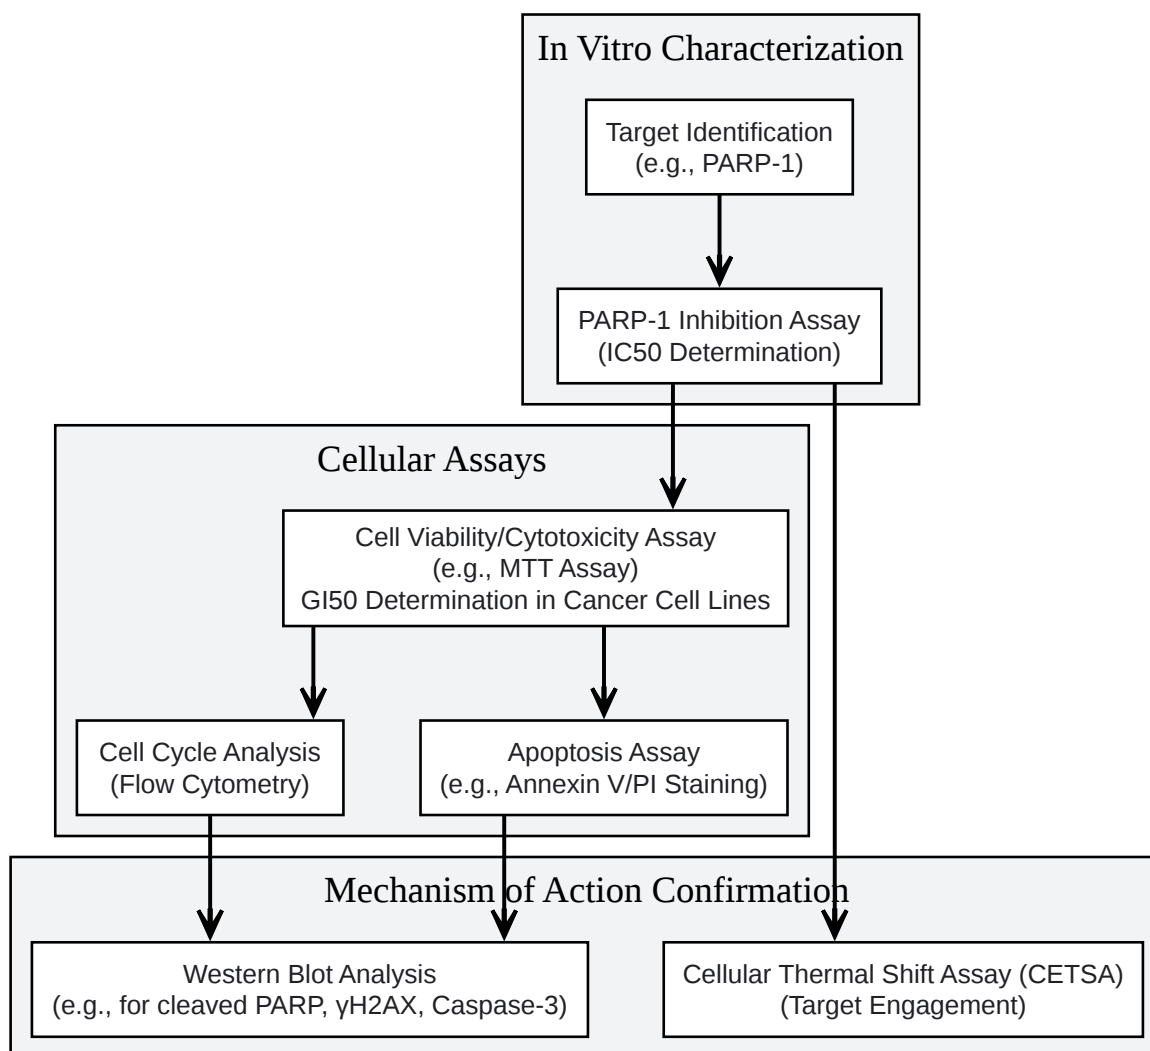 In Vitro Characterization
Target Identification
(e.g., PARP-1)
PARP-1 Inhibition Assay
(IC50 Determination)
Cellular Assays
Cell Viability/Cytotoxicity Assay
(e.g., MTT Assay)
GI50 Determination in Cancer Cell Lines
Cell Cycle Analysis
(Flow Cytometry)
Apoptosis Assay
(e.g., Annexin V/PI Staining)
Mechanism of Action Confirmation
Western Blot Analysis
(e.g., for cleaved PARP, γH2AX, Caspase-3)
Cellular Thermal Shift Assay (CETSA)
(Target Engagement)